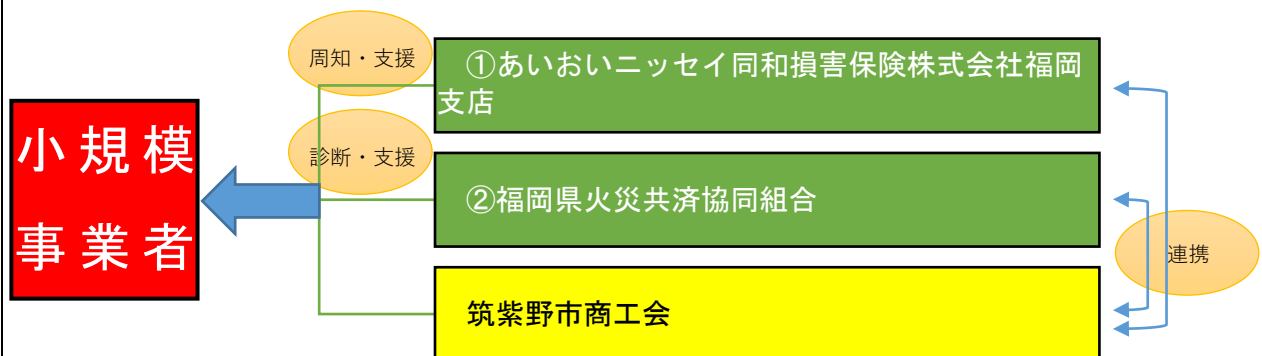 周知・支援
①あいおいニッセイ同和損害保険株式会社福岡
支店
小規模
事業者
診断・支援
②福岡県火災共済協同組合
連携
筑紫野市商工会